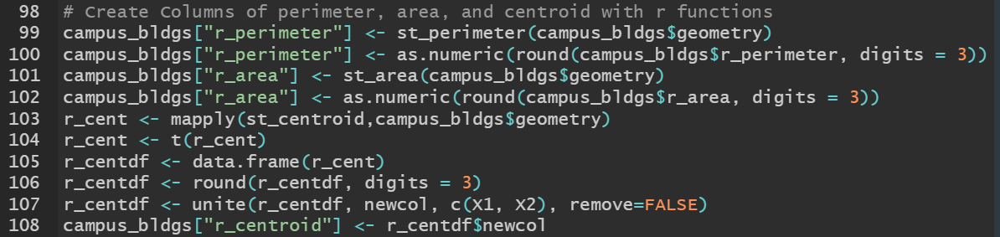 98 # Create Columns of perimeter, area, and centroid with r functions
99 campus_bldgs["r_perimeter"] <- st_perimeter(campus_bldgs$geometry)
100 campus_bldgs["r_perimeter"] <- as.numeric(round(campus_bldgs$r_perimeter, digits = 3))
101 campus_bldgs["r_area"] <- st_area(campus_bldgs$geometry)
102 campus_bldgs["r_area"] <- as.numeric(round(campus_bldgs$r_area, digits = 3))
103 r_cent <- mapply(st_centroid,campus_bldgs$geometry)
104 r_cent <- t(r_cent)
105 r_centdf <- data.frame(r_cent)
106 r_centdf <- round(r_centdf, digits = 3)
107 r_centdf <- unite(r_centdf, newcol, c(X1, X2), remove=FALSE)
108 campus_bldgs["r_centroid"] <- r_centdf$newcol